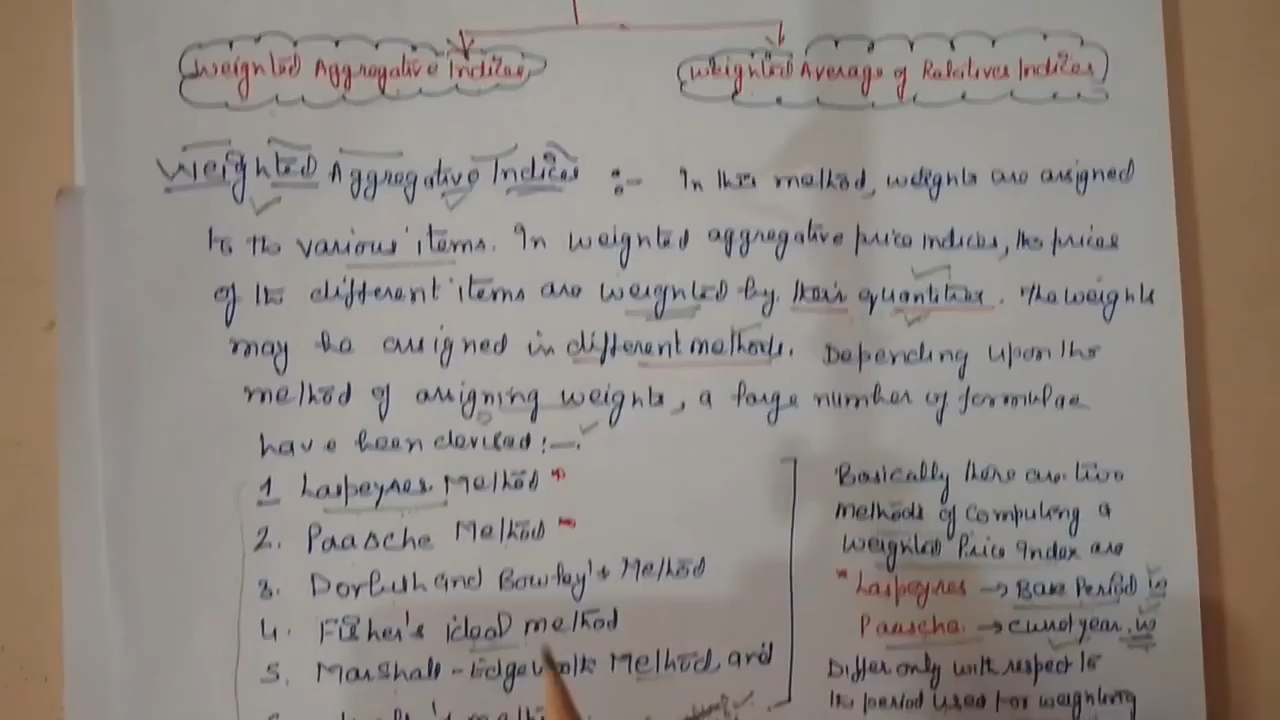 Weighted Aggregative Indices
Weighted Average of Relatives Indices
Weighted Aggregative Indices :- In this method, weights are assigned
to the various items. In weighted aggregative price indices, the prices
of the different items are weighted by their quantities. The weights
may be assigned in different methods. Depending upon the
method of assigning weights, a large number of formulae
have been devised:-
1 Laspeyres Method *
2. Paasche Method *
3. Dorbish and Bowley's Method
4. Fisher's ideal method
5. Marshall - Edgeworth Method, and
Basically there are two
methods of computing a
Weighted Price Index are
* Laspeyres → Base Period
Paasche → curent year
Differ only with respect to
the period used for weighting